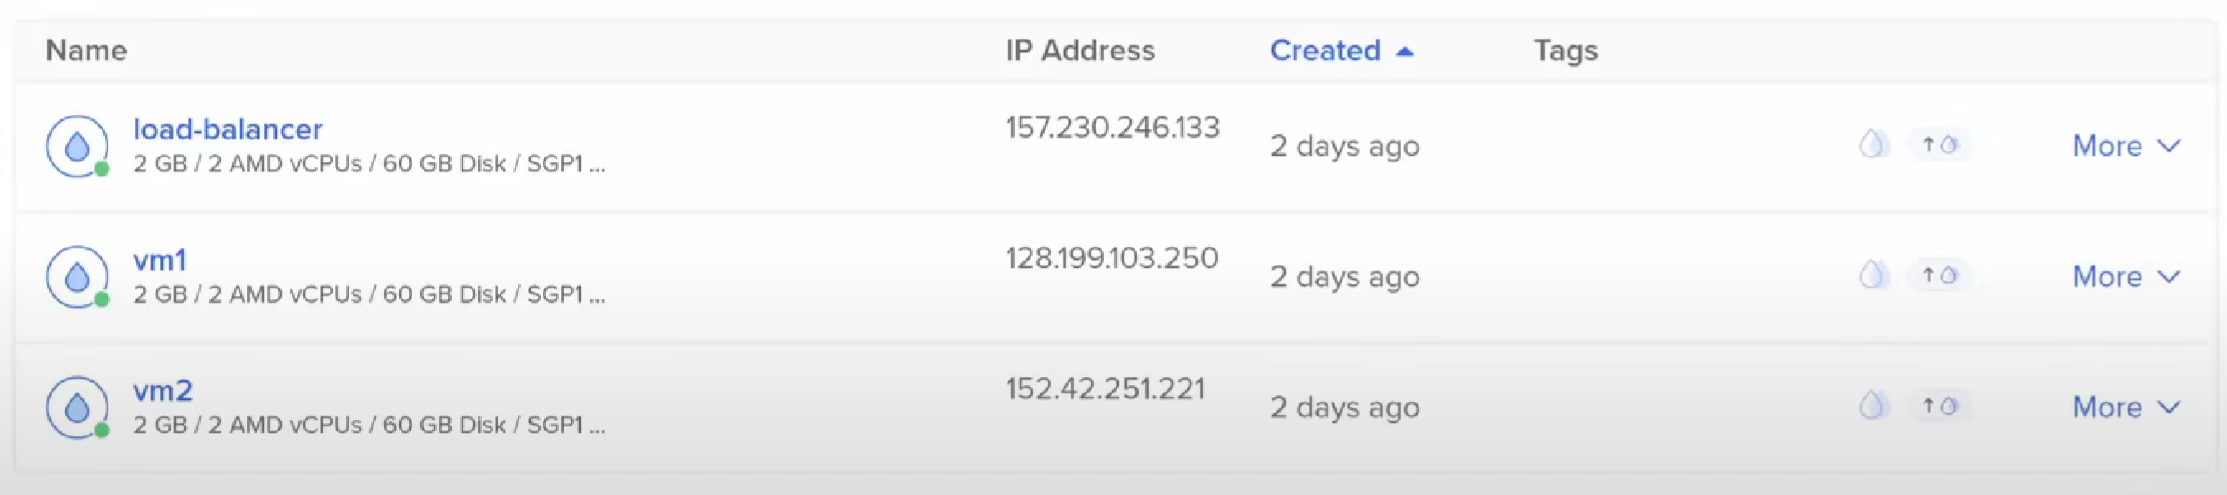 Name IP Address Created Tags
load-balancer 157.230.246.133 2 days ago More
2 GB / 2 AMD vCPUs / 60 GB Disk / SGP1 ...
vm1 128.199.103.250 2 days ago More
2 GB / 2 AMD vCPUs / 60 GB Disk / SGP1 ...
vm2 152.42.251.221 2 days ago More
2 GB / 2 AMD vCPUs / 60 GB Disk / SGP1 ...